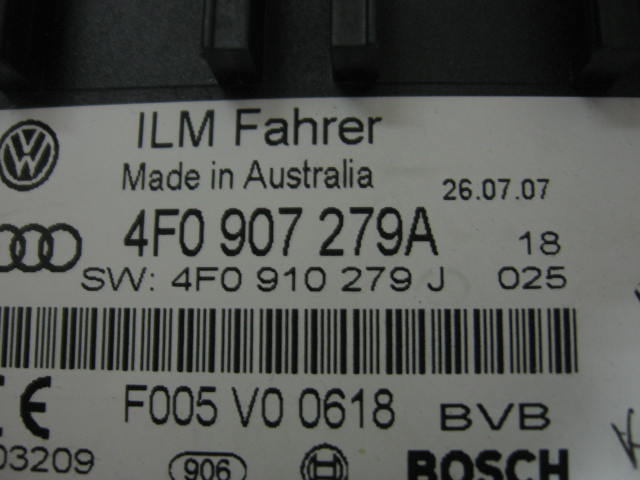 ILM Fahrer
Made in Australia 26.07.07
4F0 907 279A 18
SW: 4F0 910 279 J 025
F005 V0 0618 BVB
03209 906 BOSCH